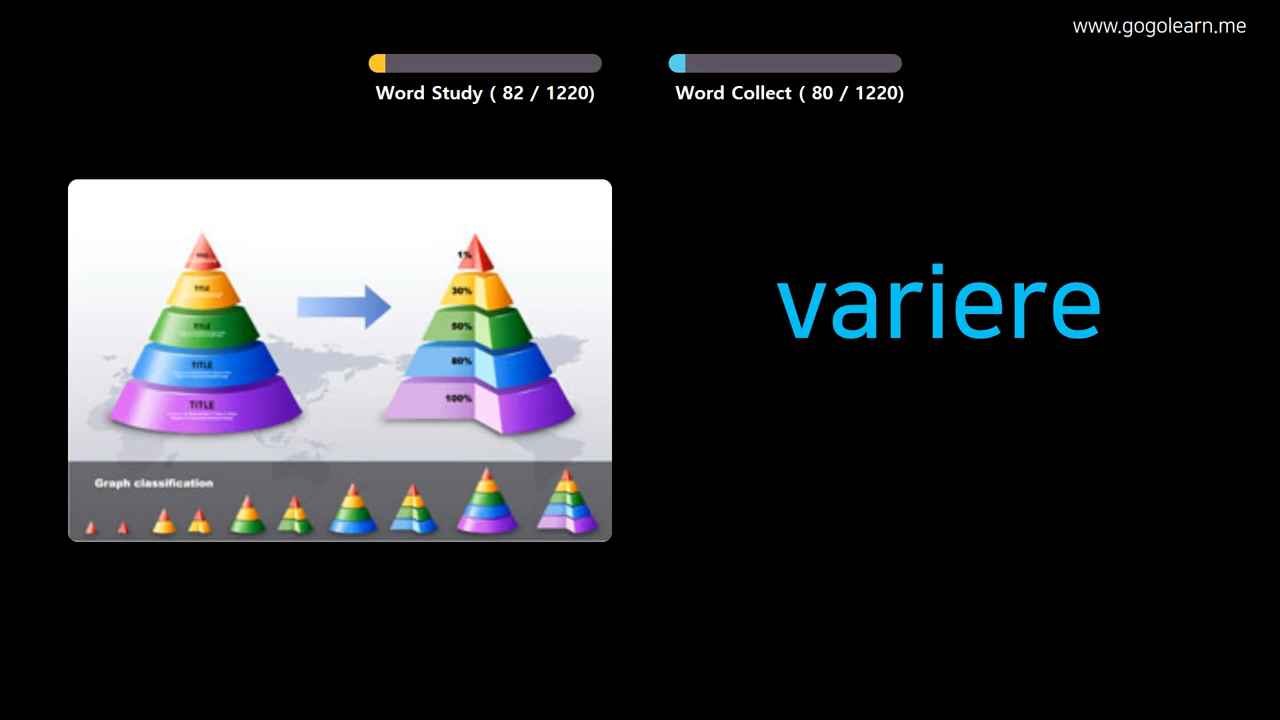 www.gogolearn.me
Word Study ( 82 / 1220)
Word Collect ( 80 / 1220)
variere
TITLE
TITLE
TITLE
TITLE
1%
30%
50%
80%
100%
Graph classification